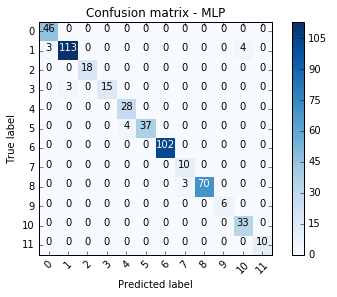 Confusion matrix - MLP
0 46 0 0 0 0 0 0 0 0 0 0 0
1 3 113 0 0 0 0 0 0 0 0 4 0
2 0 0 18 0 0 0 0 0 0 0 0 0
3 0 3 0 15 0 0 0 0 0 0 0 0
4 0 0 0 0 28 0 0 0 0 0 0 0
5 0 0 0 0 4 37 0 0 0 0 0 0
6 0 0 0 0 0 0 102 0 0 0 0 0
7 0 0 0 0 0 0 0 10 0 0 0 0
8 0 0 0 0 0 0 0 3 70 0 0 0
9 0 0 0 0 0 0 0 0 0 6 0 0
10 0 0 0 0 0 0 0 0 0 0 33 0
11 0 0 0 0 0 0 0 0 0 0 0 10
0 1 2 3 4 5 6 7 8 9 10 11
True label
Predicted label
105
90
75
60
45
30
15
0